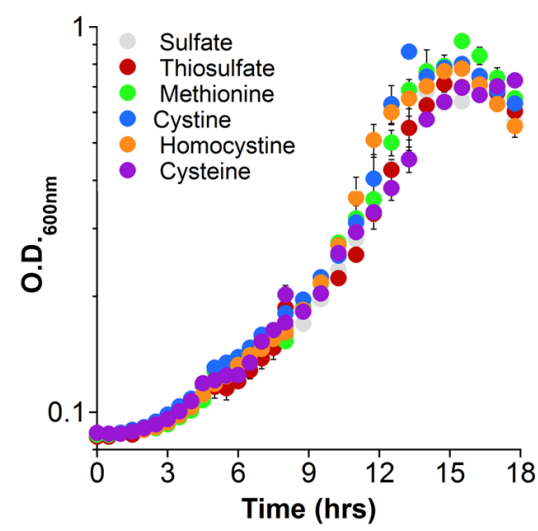 1
Sulfate
Thiosulfate
Methionine
Cystine
Homocystine
Cysteine
O.D.600nm
0.1
0 3 6 9 12 15 18
Time (hrs)